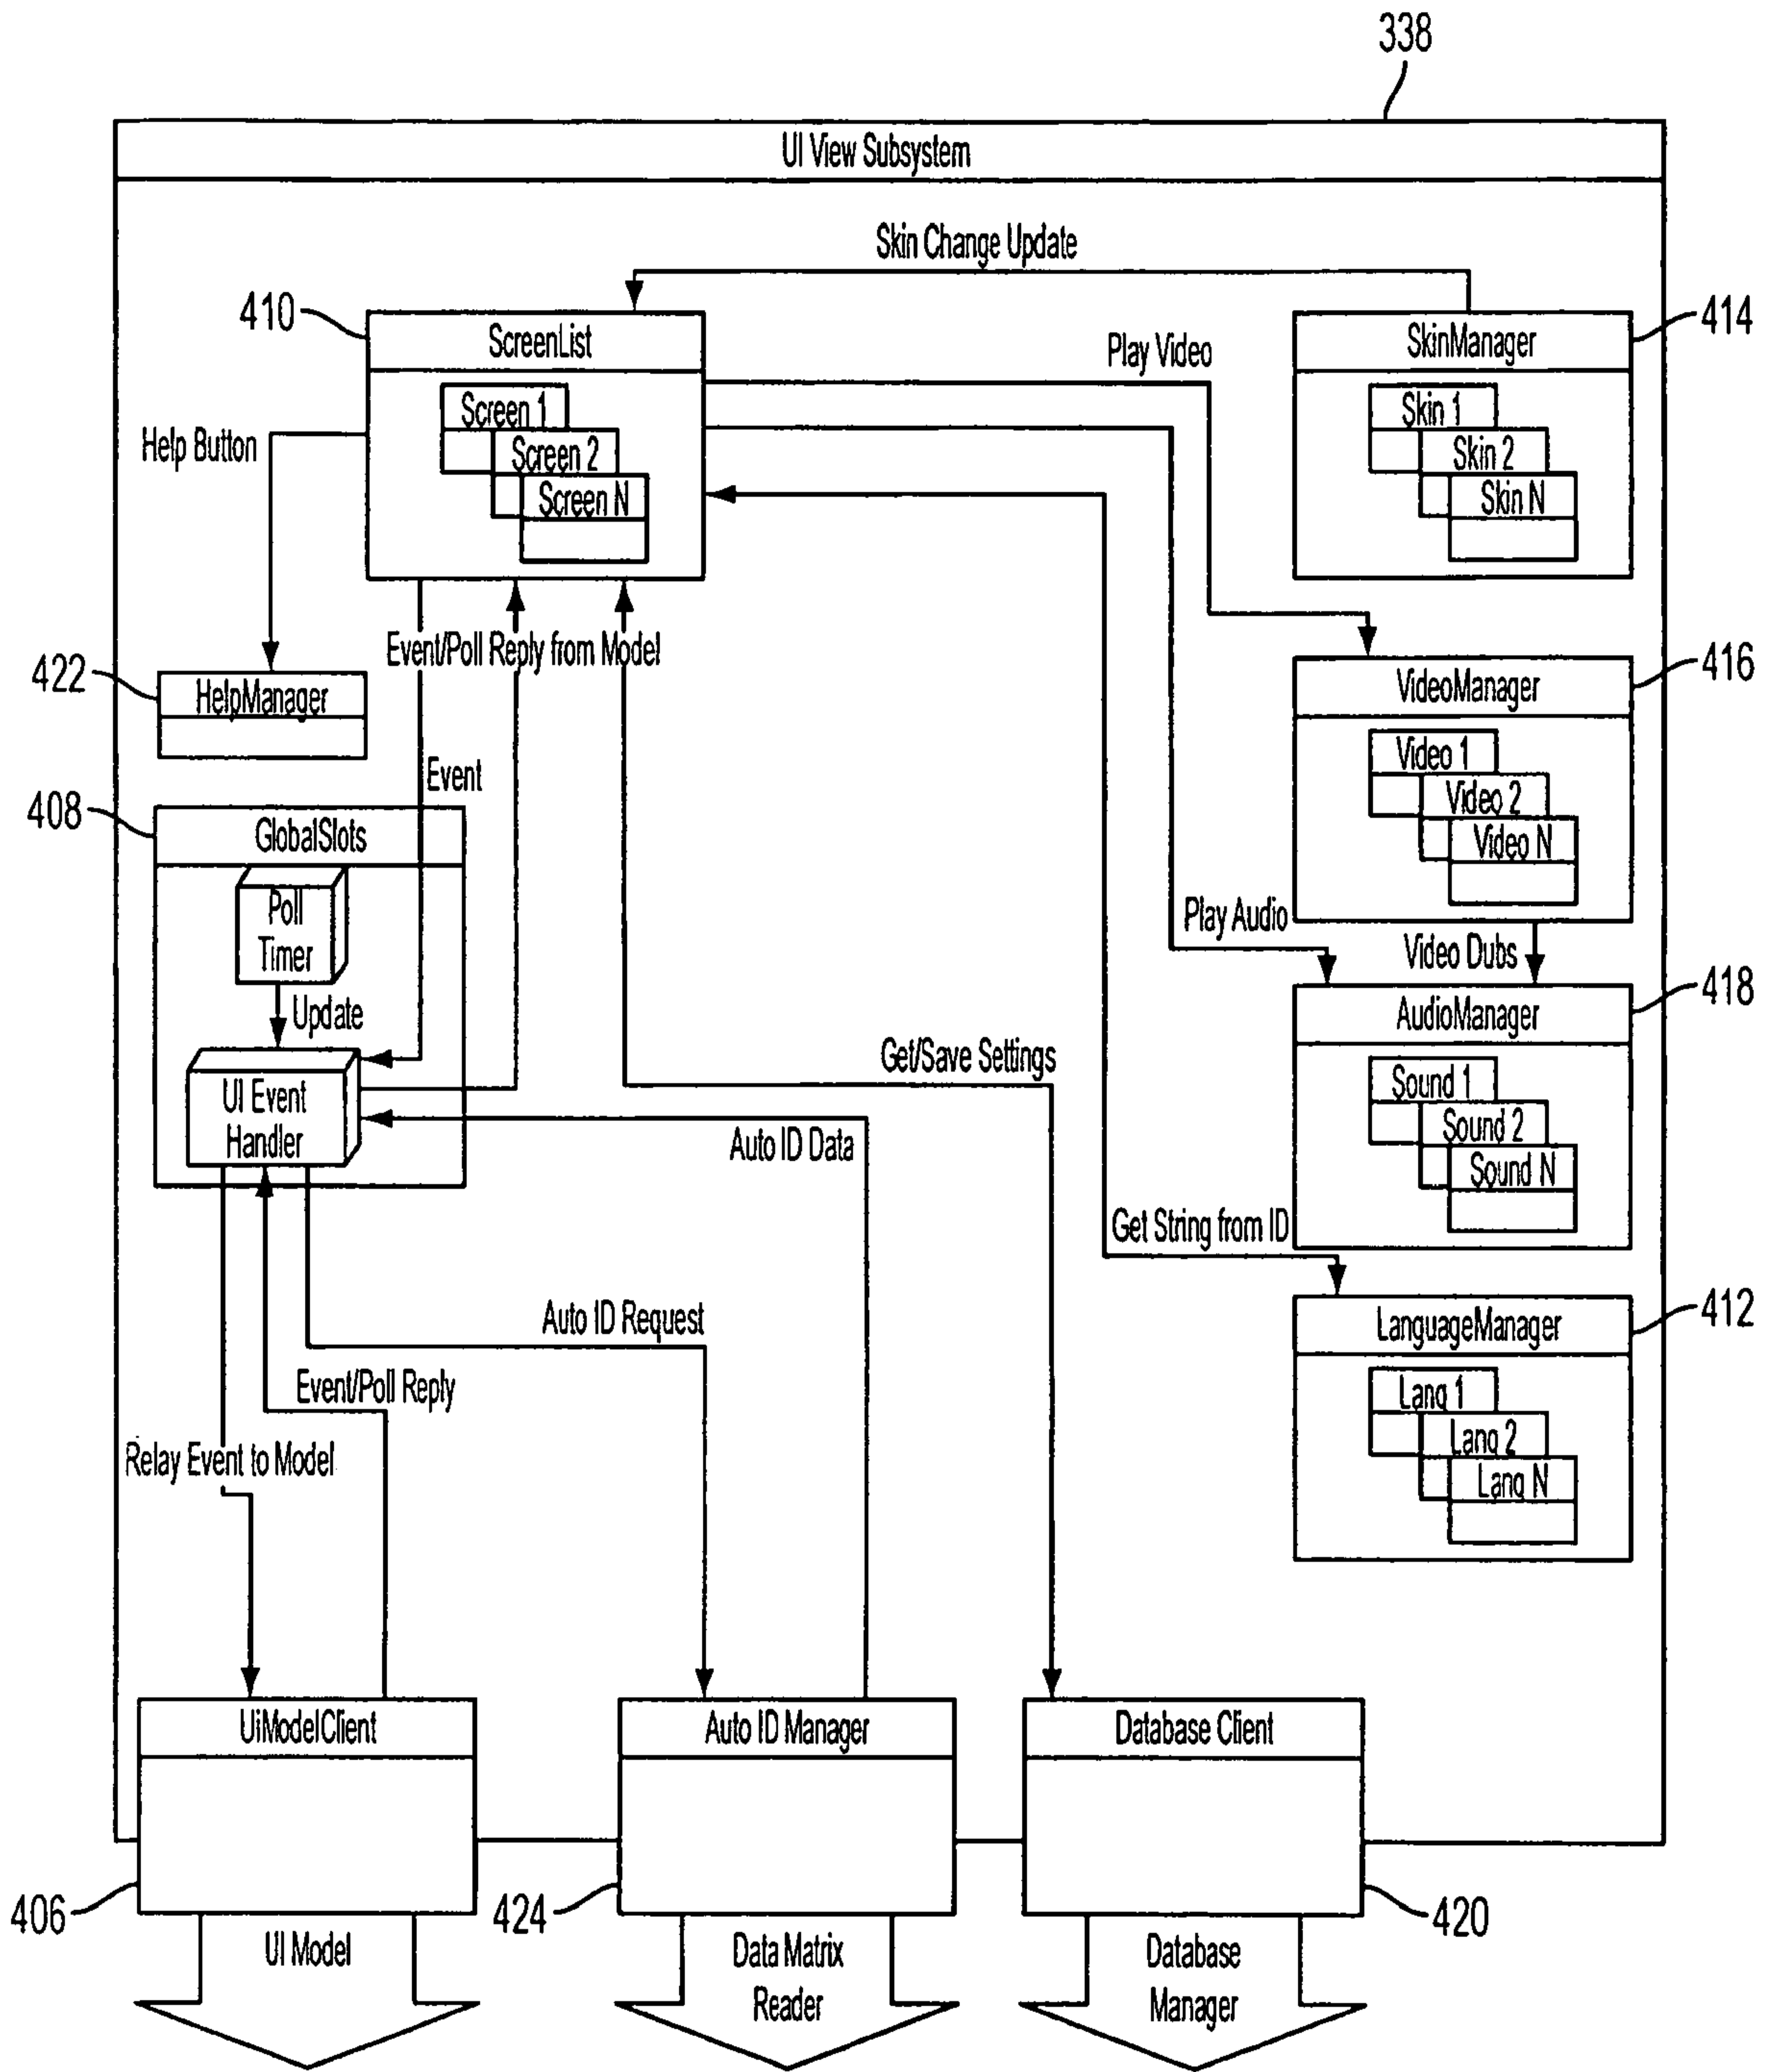 338
UI View Subsystem
Skin Change Update
410
ScreenList
Screen 1
Screen 2
Screen N
Play Video
SkinManager
414
Skin 1
Skin 2
Skin N
Help Button
Event/Poll Reply from Model
422
HelpManager
VideoManager
416
Video 1
Video 2
Video N
Event
408
GlobalSlots
Poll
Timer
Update
UI Event
Handler
Play Audio
Video Dubs
AudioManager
418
Sound 1
Sound 2
Sound N
Get/Save Settings
Auto ID Data
Get String from ID
LanguageManager
412
Lang 1
Lang 2
Lang N
Auto ID Request
Event/Poll Reply
Relay Event to Model
UiModelClient
Auto ID Manager
Database Client
406
424
420
UI Model
Data Matrix
Reader
Database
Manager